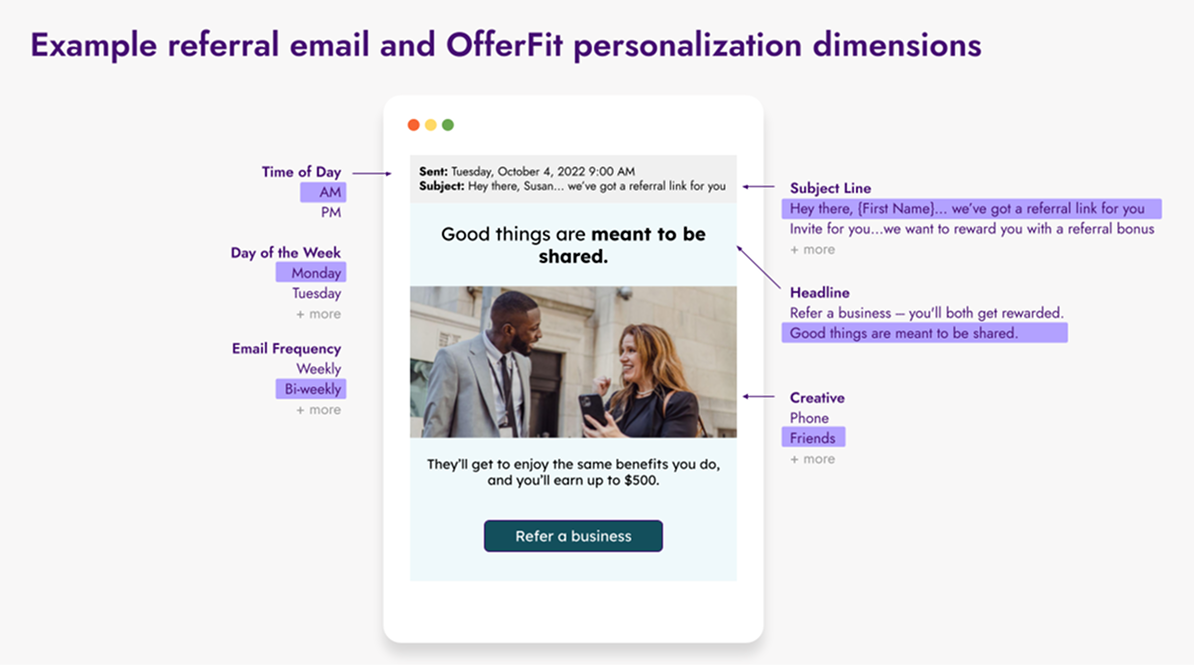 Example referral email and OfferFit personalization dimensions
Time of Day
AM
PM
Day of the Week
Monday
Tuesday
+ more
Email Frequency
Weekly
Bi-weekly
+ more
Sent: Tuesday, October 4, 2022 9:00 AM
Subject: Hey there, Susan... we've got a referral link for you
Good things are meant to be
shared.
They'll get to enjoy the same benefits you do,
and you'll earn up to $500.
Refer a business
Subject Line
Hey there, {First Name}... we've got a referral link for you
Invite for you...we want to reward you with a referral bonus
+ more
Headline
Refer a business – you'll both get rewarded.
Good things are meant to be shared.
Creative
Phone
Friends
+ more